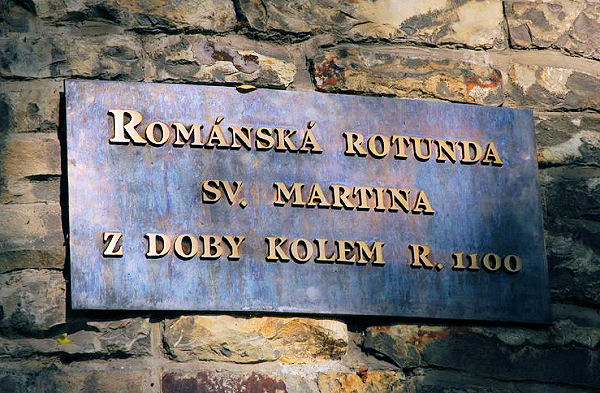 Románská rotunda
sv. Martina
z doby kolem r. 1100